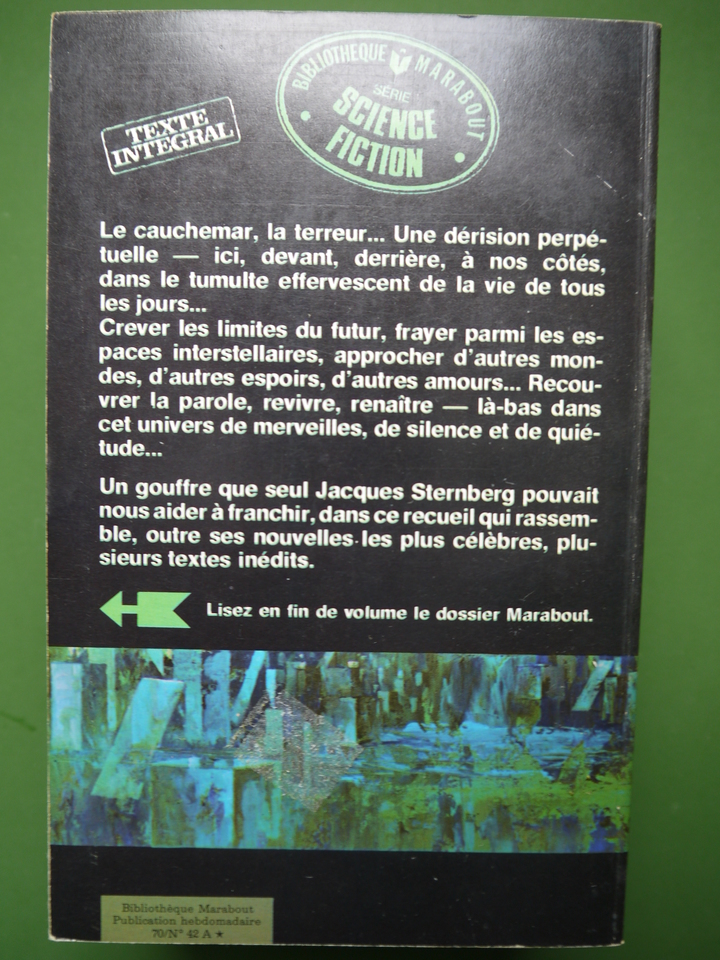 BIBLIOTHEQUE MARABOUT
SÉRIE
SCIENCE
FICTION
TEXTE
INTEGRAL
Le cauchemar, la terreur... Une dérision perpé-
tuelle — ici, devant, derrière, à nos côtés,
dans le tumulte effervescent de la vie de tous
les jours...
Crever les limites du futur, frayer parmi les es-
paces interstellaires, approcher d'autres mon-
des, d'autres espoirs, d'autres amours... Recou-
vrer la parole, revivre, renaître — là-bas dans
cet univers de merveilles, de silence et de quié-
tude...
Un gouffre que seul Jacques Sternberg pouvait
nous aider à franchir, dans ce recueil qui rassem-
ble, outre ses nouvelles les plus célèbres, plu-
sieurs textes inédits.
Lisez en fin de volume le dossier Marabout.
Bibliothèque Marabout
Publication hebdomadaire
70/N° 42 A ★